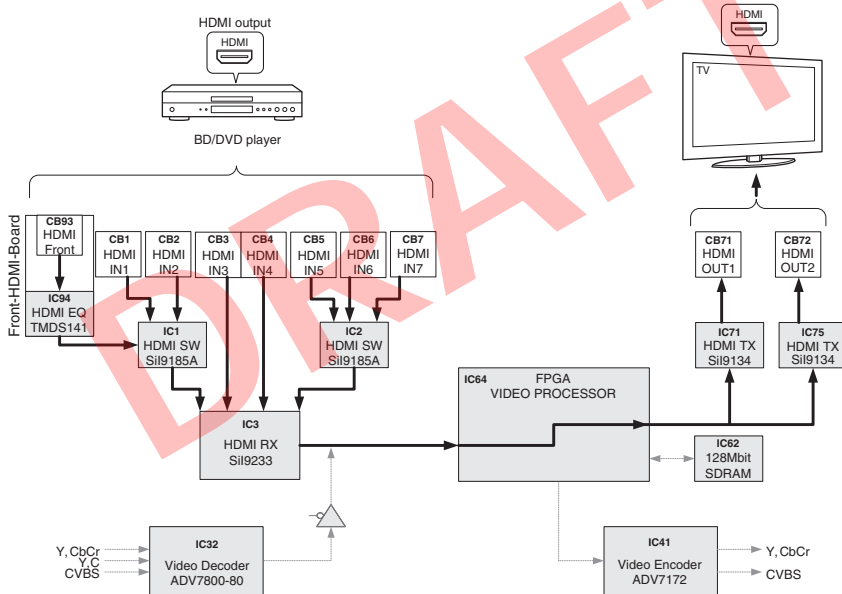 HDMI output
HDMI
BD/DVD player
HDMI
TV
DRAFT
Front-HDMI-Board
CB93
HDMI
Front
IC94
HDMI EQ
TMDS141
CB1
HDMI
IN1
CB2
HDMI
IN2
CB3
HDMI
IN3
CB4
HDMI
IN4
CB5
HDMI
IN5
CB6
HDMI
IN6
CB7
HDMI
IN7
CB71
HDMI
OUT1
CB72
HDMI
OUT2
IC1
HDMI SW
SiI9185A
IC2
HDMI SW
SiI9185A
IC71
HDMI TX
SiI9134
IC75
HDMI TX
SiI9134
IC3
HDMI RX
SiI9233
IC64
FPGA
VIDEO PROCESSOR
IC62
128Mbit
SDRAM
Y, CbCr
Y,C
CVBS
IC32
Video Decoder
ADV7800-80
IC41
Video Encoder
ADV7172
Y, CbCr
CVBS